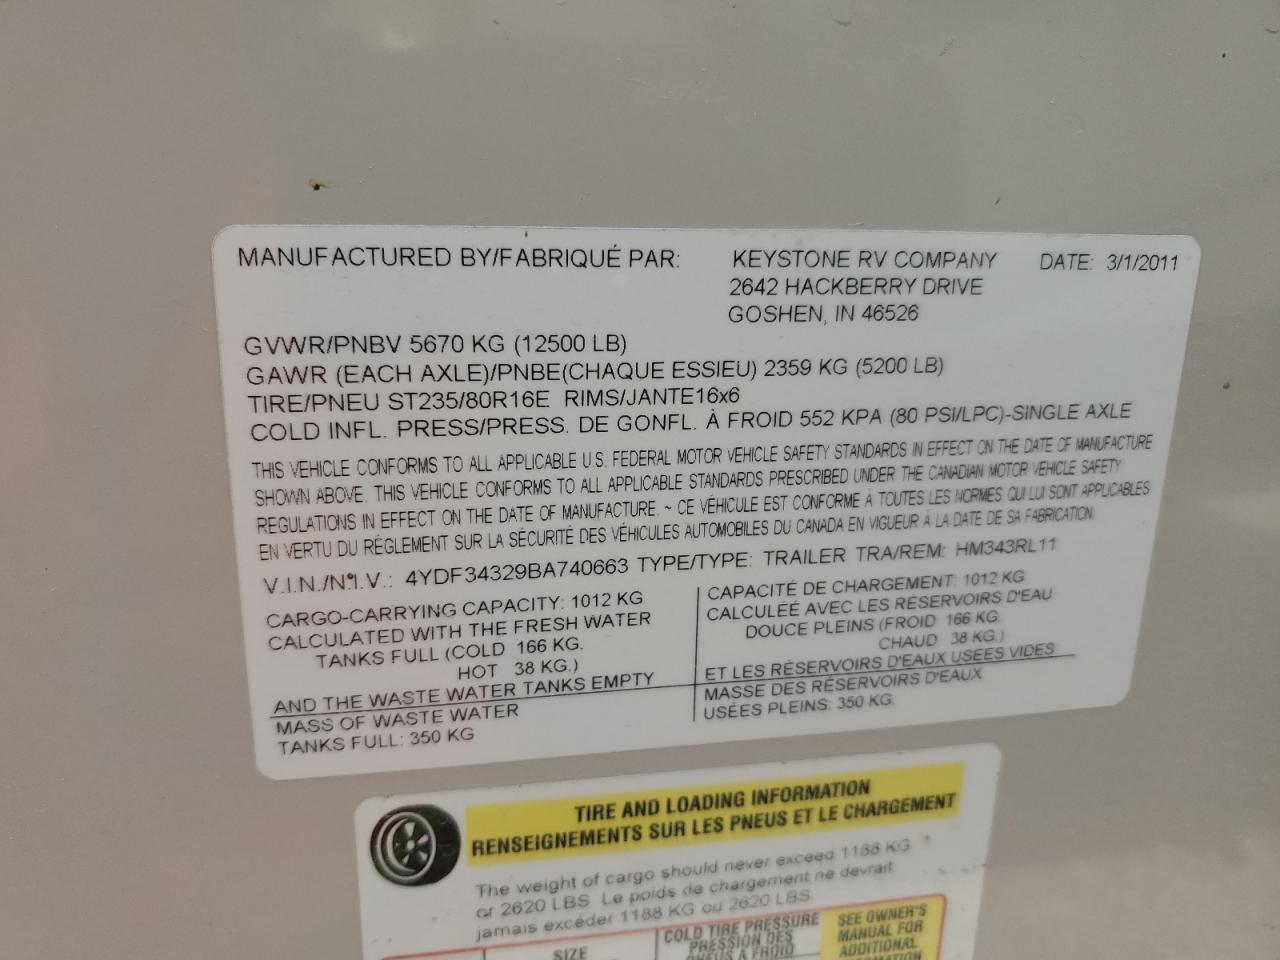 MANUFACTURED BY/FABRIQUÉ PAR: KEYSTONE RV COMPANY DATE: 3/1/2011
2642 HACKBERRY DRIVE
GOSHEN, IN 46526
GVWR/PNBV 5670 KG (12500 LB)
GAWR (EACH AXLE)/PNBE(CHAQUE ESSIEU) 2359 KG (5200 LB)
TIRE/PNEU ST235/80R16E RIMS/JANTE16x6
COLD INFL. PRESS/PRESS. DE GONFL. À FROID 552 KPA (80 PSI/LPC)-SINGLE AXLE
THIS VEHICLE CONFORMS TO ALL APPLICABLE U.S. FEDERAL MOTOR VEHICLE SAFETY STANDARDS IN EFFECT ON THE DATE OF MANUFACTURE
SHOWN ABOVE. THIS VEHICLE CONFORMS TO ALL APPLICABLE STANDARDS PRESCRIBED UNDER THE CANADIAN MOTOR VEHICLE SAFETY
REGULATIONS IN EFFECT ON THE DATE OF MANUFACTURE. ~ CE VÉHICULE EST CONFORME À TOUTES LES NORMES QUI LUI SONT APPLICABLES
EN VERTU DU RÈGLEMENT SUR LA SÉCURITÉ DES VÉHICULES AUTOMOBILES DU CANADA EN VIGUEUR À LA DATE DE SA FABRICATION.
V.I.N./N°.I.V.: 4YDF34329BA740663 TYPE/TYPE: TRAILER TRA/REM: HM343RL11
CARGO-CARRYING CAPACITY: 1012 KG
CALCULATED WITH THE FRESH WATER
TANKS FULL (COLD 166 KG.
HOT 38 KG.)
AND THE WASTE WATER TANKS EMPTY
MASS OF WASTE WATER
TANKS FULL: 350 KG
CAPACITÉ DE CHARGEMENT: 1012 KG
CALCULÉE AVEC LES RÉSERVOIRS D'EAU
DOUCE PLEINS (FROID 166 KG.
CHAUD 38 KG.)
ET LES RÉSERVOIRS D'EAUX USÉES VIDES
MASSE DES RÉSERVOIRS D'EAUX
USÉES PLEINS: 350 KG.
TIRE AND LOADING INFORMATION
RENSEIGNEMENTS SUR LES PNEUS ET LE CHARGEMENT
The weight of cargo should never exceed 1188 KG
or 2620 LBS. Le poids de chargement ne devrait
jamais excéder 1188 KG ou 2620 LBS.
SIZE
COLD TIRE PRESSURE
PRESSION DES
PNEUS A FROID
SEE OWNER'S
MANUAL FOR
ADDITIONAL